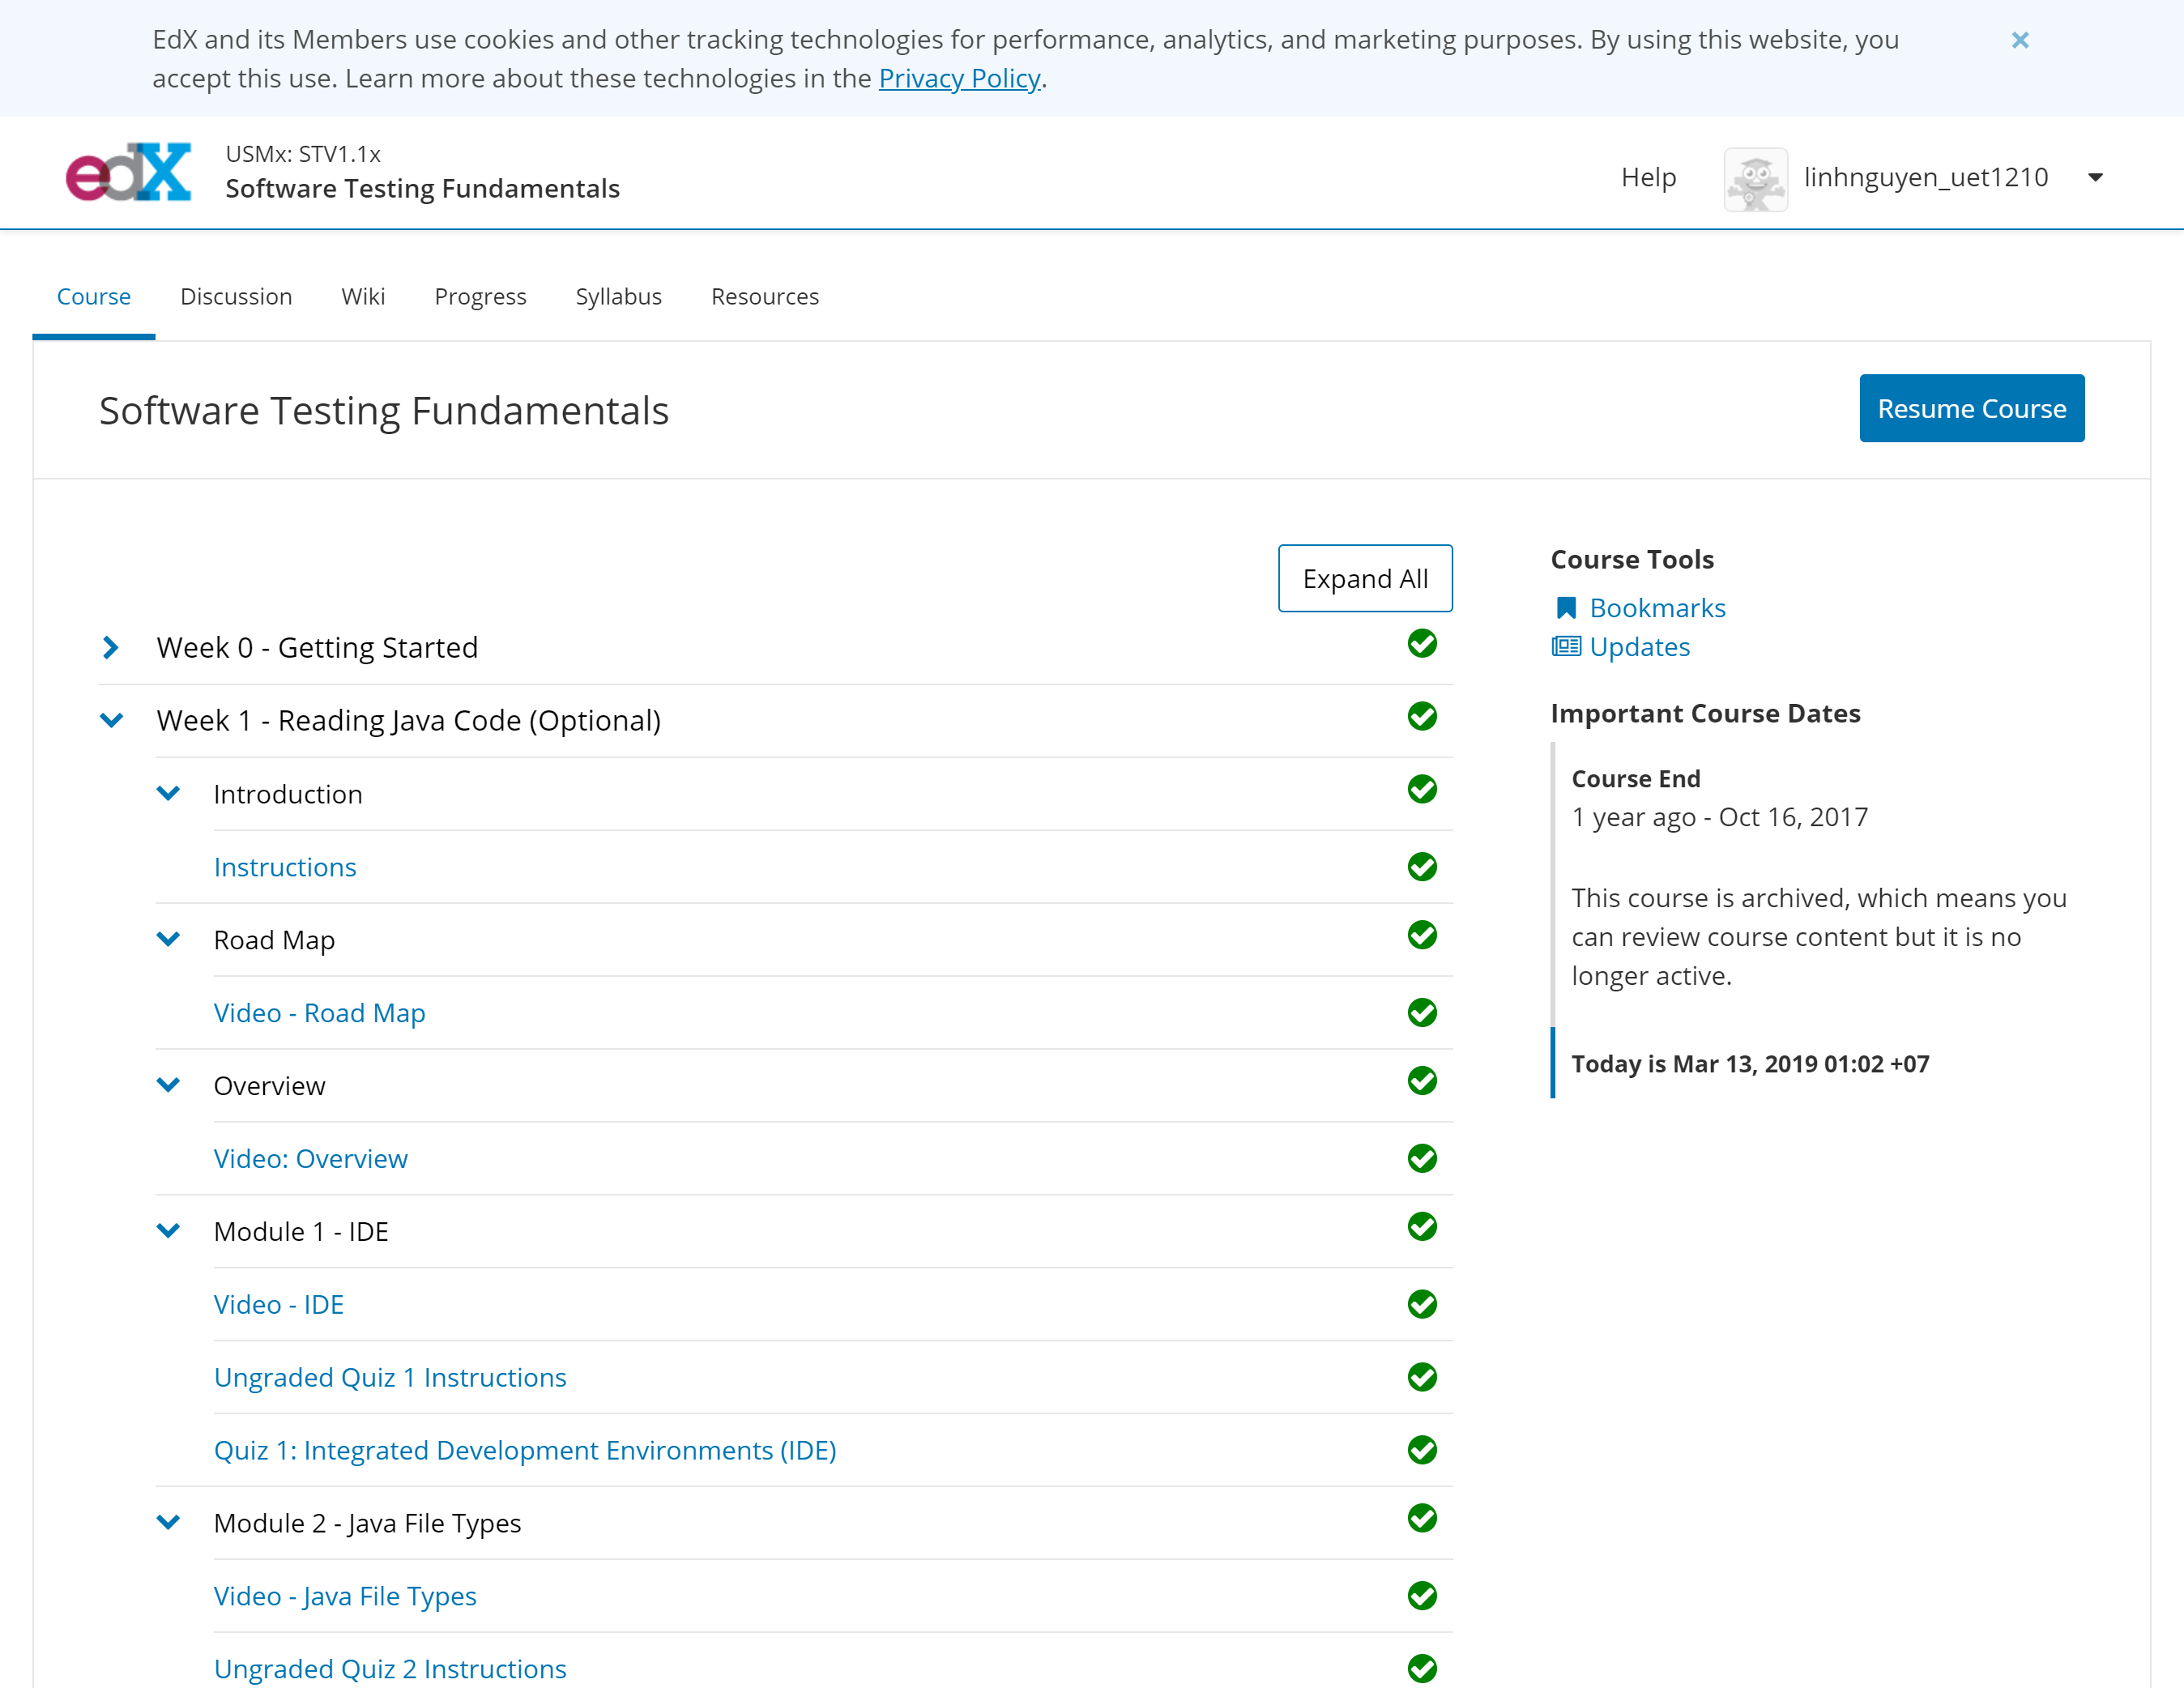 EdX and its Members use cookies and other tracking technologies for performance, analytics, and marketing purposes. By using this website, you
accept this use. Learn more about these technologies in the Privacy Policy.
edX
USMx: STV1.1x
Software Testing Fundamentals
Help
linhnguyen_uet1210
Course
Discussion
Wiki
Progress
Syllabus
Resources
Software Testing Fundamentals
Resume Course
Expand All
Week 0 - Getting Started
Week 1 - Reading Java Code (Optional)
Introduction
Instructions
Road Map
Video - Road Map
Overview
Video: Overview
Module 1 - IDE
Video - IDE
Ungraded Quiz 1 Instructions
Quiz 1: Integrated Development Environments (IDE)
Module 2 - Java File Types
Video - Java File Types
Ungraded Quiz 2 Instructions
Course Tools
Bookmarks
Updates
Important Course Dates
Course End
1 year ago - Oct 16, 2017
This course is archived, which means you
can review course content but it is no
longer active.
Today is Mar 13, 2019 01:02 +07